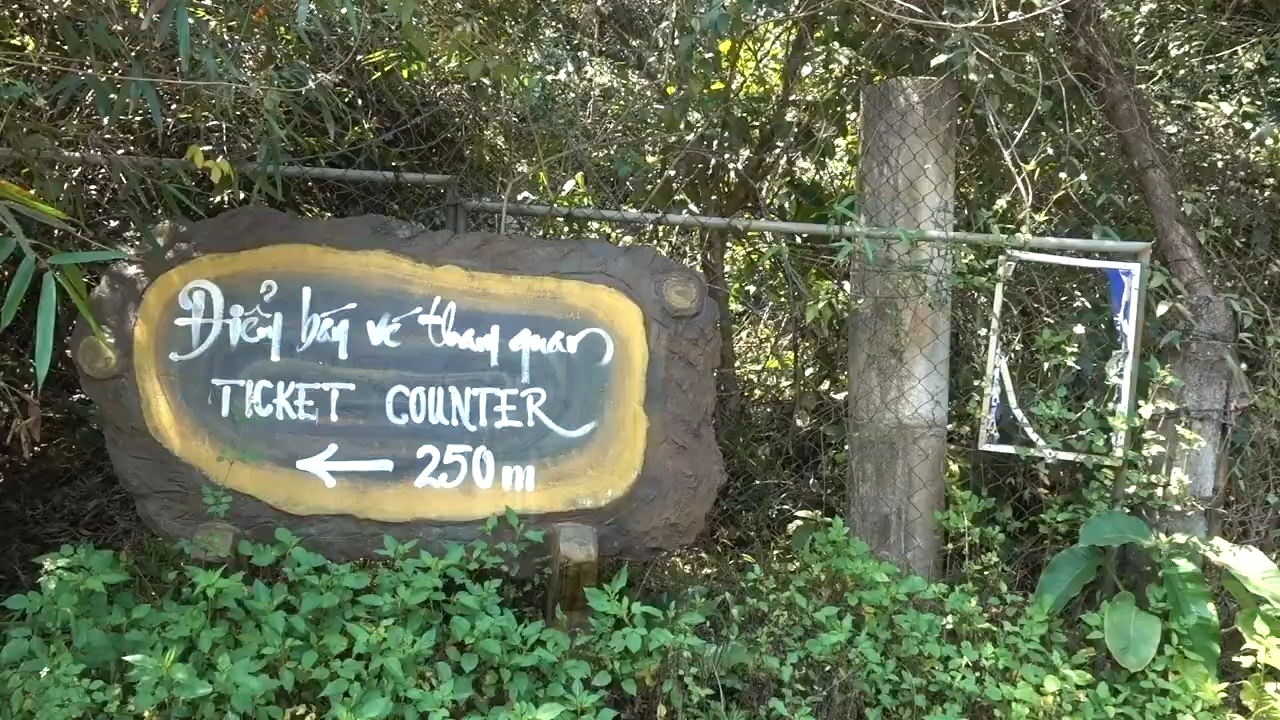 Điểm bán vé tham quan
TICKET COUNTER
← 250m